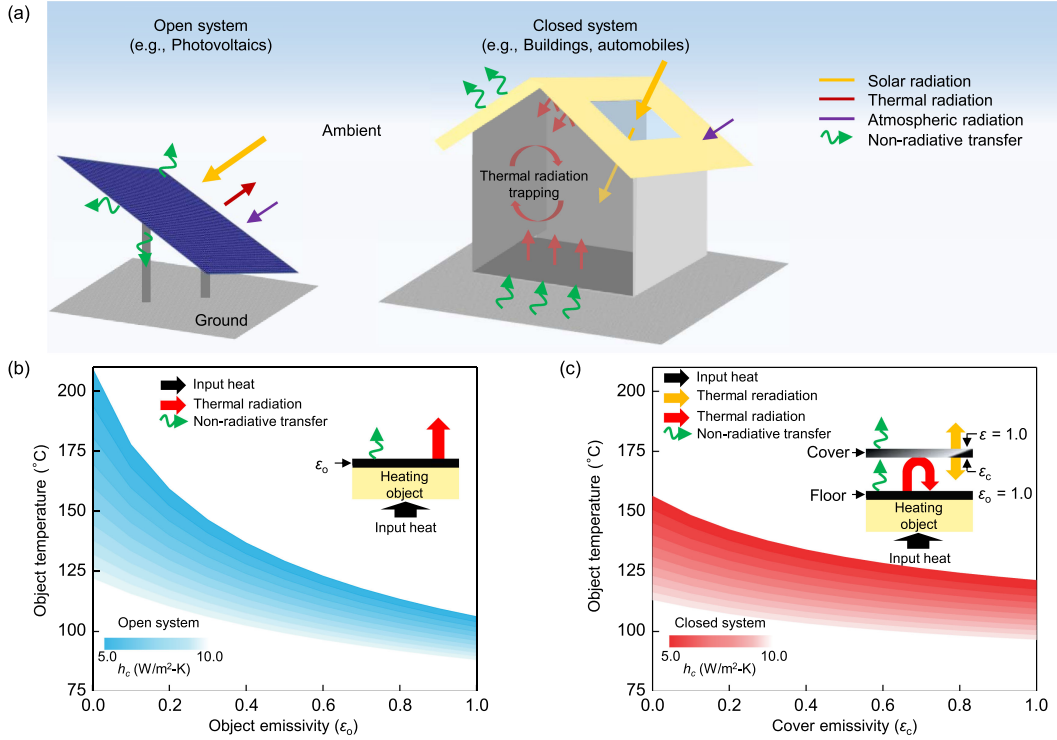 (a)
Open system
(e.g., Photovoltaics)
Closed system
(e.g., Buildings, automobiles)
Solar radiation
Thermal radiation
Atmospheric radiation
Non-radiative transfer
Ambient
Thermal radiation
trapping
Ground
(b)
Object temperature (˚C)
200
175
150
125
100
75
Input heat
Thermal radiation
Non-radiative transfer
εₒ
Heating
object
Input heat
Open system
5.0
10.0
h_c (W/m²-K)
0.0
0.2
0.4
0.6
0.8
1.0
Object emissivity (εₒ)
(c)
Object temperature (˚C)
200
175
150
125
100
75
Input heat
Thermal reradiation
Thermal radiation
Non-radiative transfer
Cover
ε = 1.0
ε_c
Floor
εₒ = 1.0
Heating
object
Input heat
Closed system
5.0
10.0
h_c (W/m²-K)
0.0
0.2
0.4
0.6
0.8
1.0
Cover emissivity (ε_c)